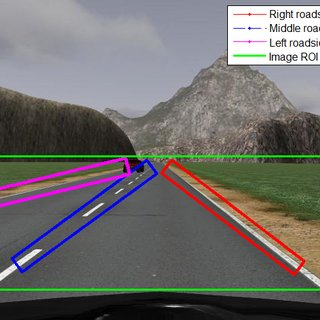 Right roads
Middle road
Left roadsi
Image ROI